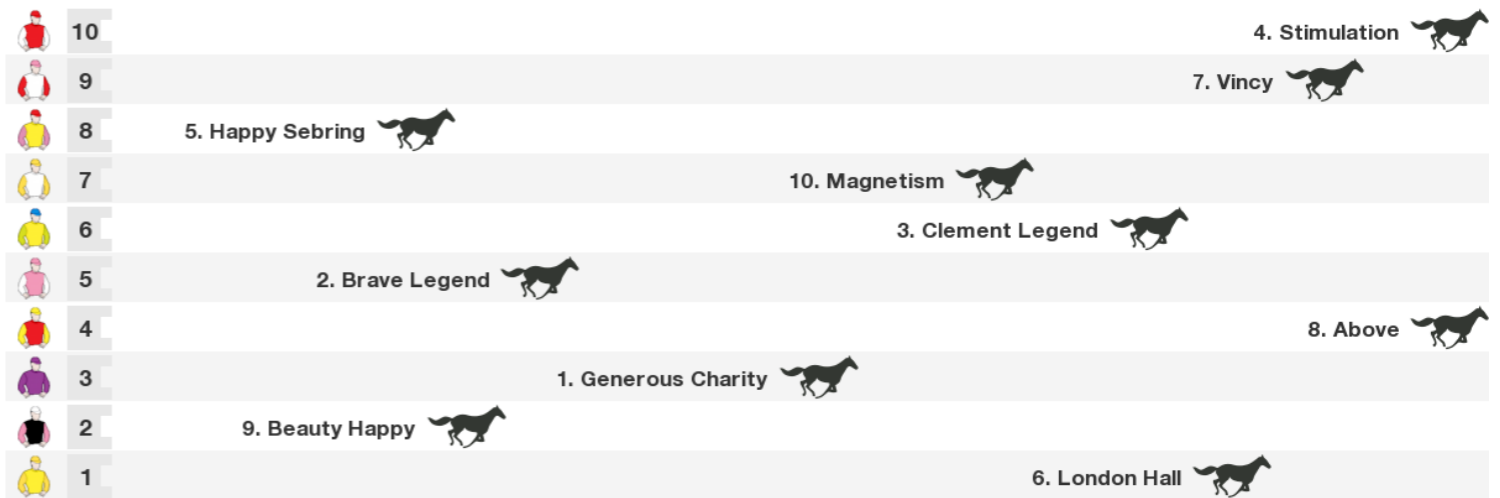 10 4. Stimulation
9 7. Vincy
8 5. Happy Sebring
7 10. Magnetism
6 3. Clement Legend
5 2. Brave Legend
4 8. Above
3 1. Generous Charity
2 9. Beauty Happy
1 6. London Hall